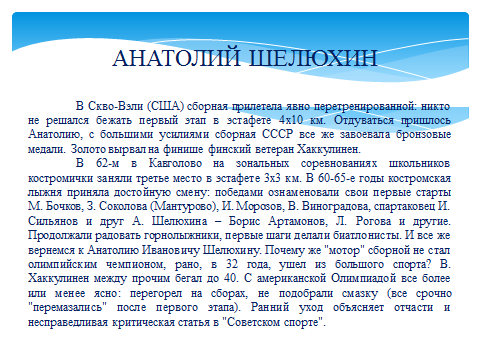 АНАТОЛИЙ ШЕЛЮХИН
В Скво-Вэли (США) сборная прилетела явно перетренированной: никто
не решался бежать первый этап в эстафете 4х10 км. Отдуваться пришлось
Анатолию, с большими усилиями сборная СССР все же завоевала бронзовые
медали. Золото вырвал на финише финский ветеран Хаккулинен.
В 62-м в Кавголово на зональных соревнованиях школьников
костромички заняли третье место в эстафете 3х3 км. В 60-65-е годы костромская
лыжня приняла достойную смену: победами ознаменовали свои первые старты
М. Бочков, З. Соколова (Мантурово), И. Морозов, В. Виноградова, спартаковец И.
Сильянов и друг А. Шелюхина – Борис Артамонов, Л. Рогова и другие.
Продолжали радовать горнолыжники, первые шаги делали биатлонисты. И все же
вернемся к Анатолию Ивановичу Шелюхину. Почему же "мотор" сборной не стал
олимпийским чемпионом, рано, в 32 года, ушел из большого спорта? В.
Хаккулинен между прочим бегал до 40. С американской Олимпиадой все более
или менее ясно: перегорел на сборах, не подобрали смазку (все срочно
"перемазались" после первого этапа). Ранний уход объясняет отчасти и
несправедливая критическая статья в "Советском спорте".